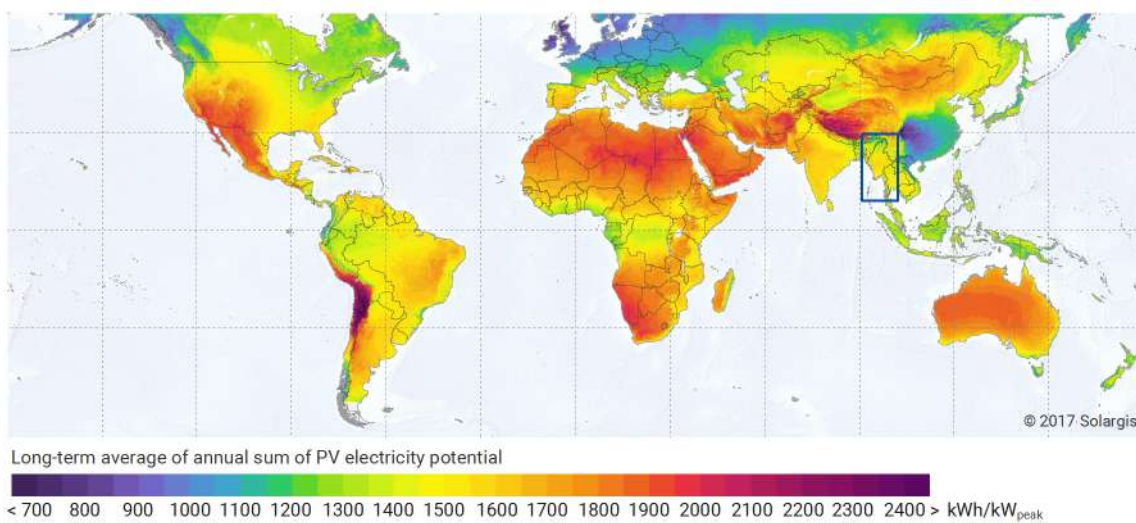 © 2017 Solargis
Long-term average of annual sum of PV electricity potential
< 700 800 900 1000 1100 1200 1300 1400 1500 1600 1700 1800 1900 2000 2100 2200 2300 2400 > kWh/kWpeak